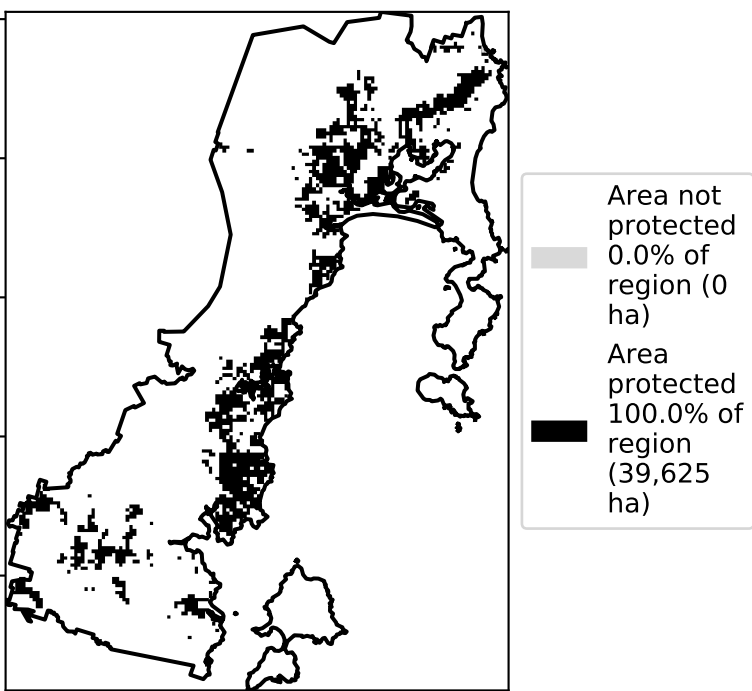 Area not
protected
0.0% of
region (0
ha)
Area
protected
100.0% of
region
(39,625
ha)